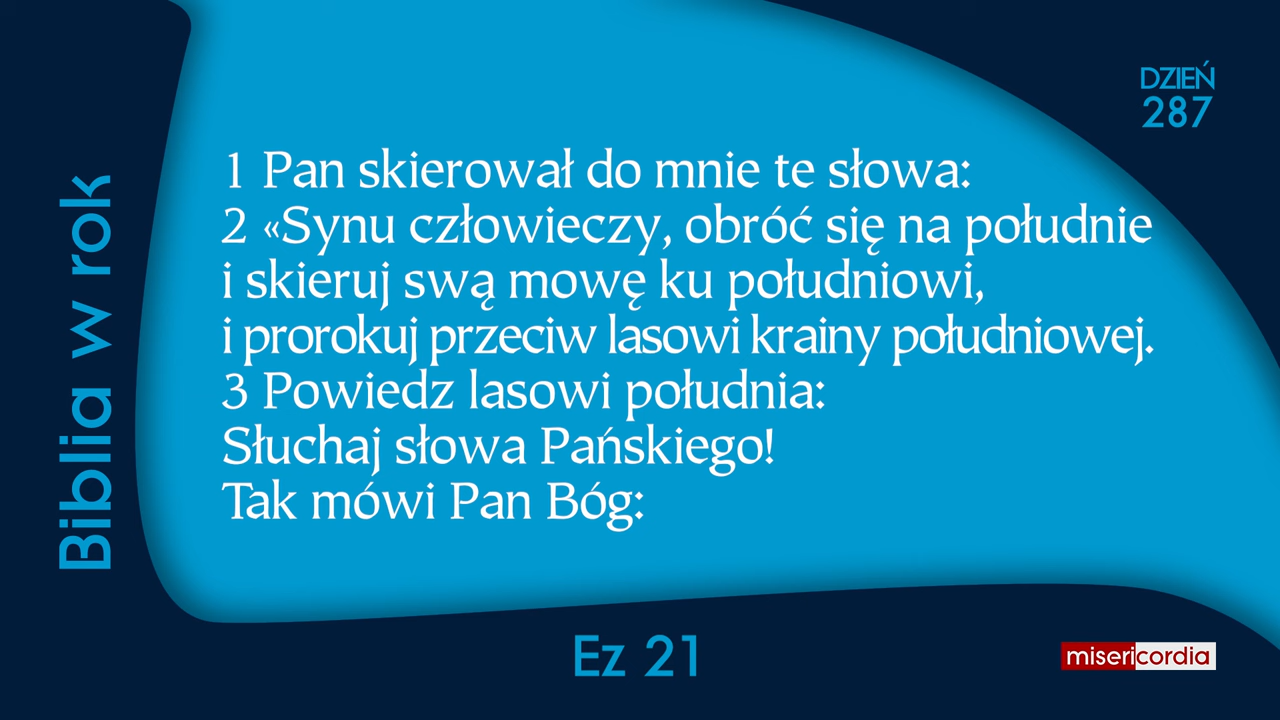 DZIEŃ
287
Biblia w rok
1 Pan skierował do mnie te słowa:
2 «Synu człowieczy, obróć się na południe
i skieruj swą mowę ku południowi,
i prorokuj przeciw lasowi krainy południowej.
3 Powiedz lasowi południa:
Słuchaj słowa Pańskiego!
Tak mówi Pan Bóg:
Ez 21
misericordia